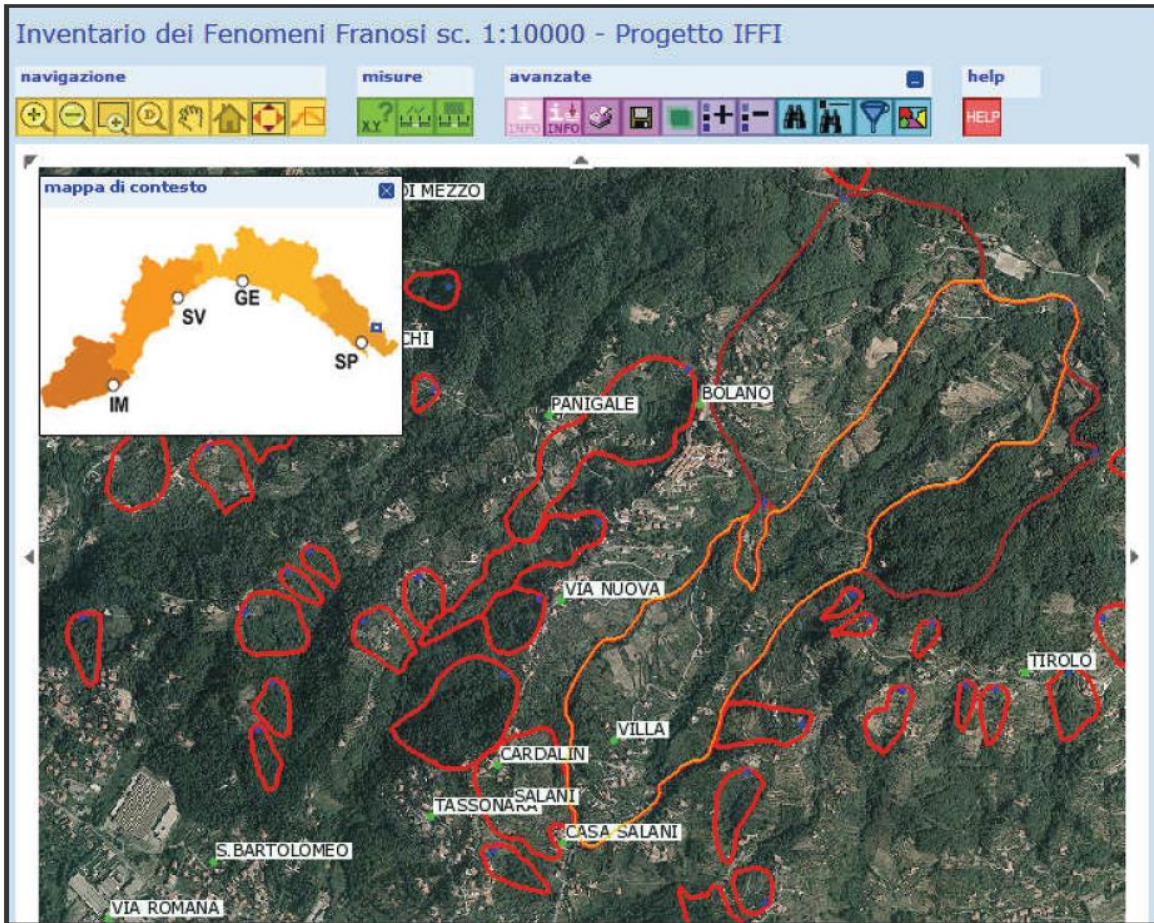 Inventario dei Fenomeni Franosi sc. 1:10000 - Progetto IFFI
navigazione
misure
avanzate
help
D
X.Y ?
INFO
INFO
HELP
mappa di contesto
DI MEZZO
GE
SV
CHI
SP
IM
PANIGALE
BOLANO
VIA NUOVA
TIROLO
VILLA
CARDALIN
SALANI
TASSONARA
CASA SALANI
S.BARTOLOMEO
VIA ROMANA